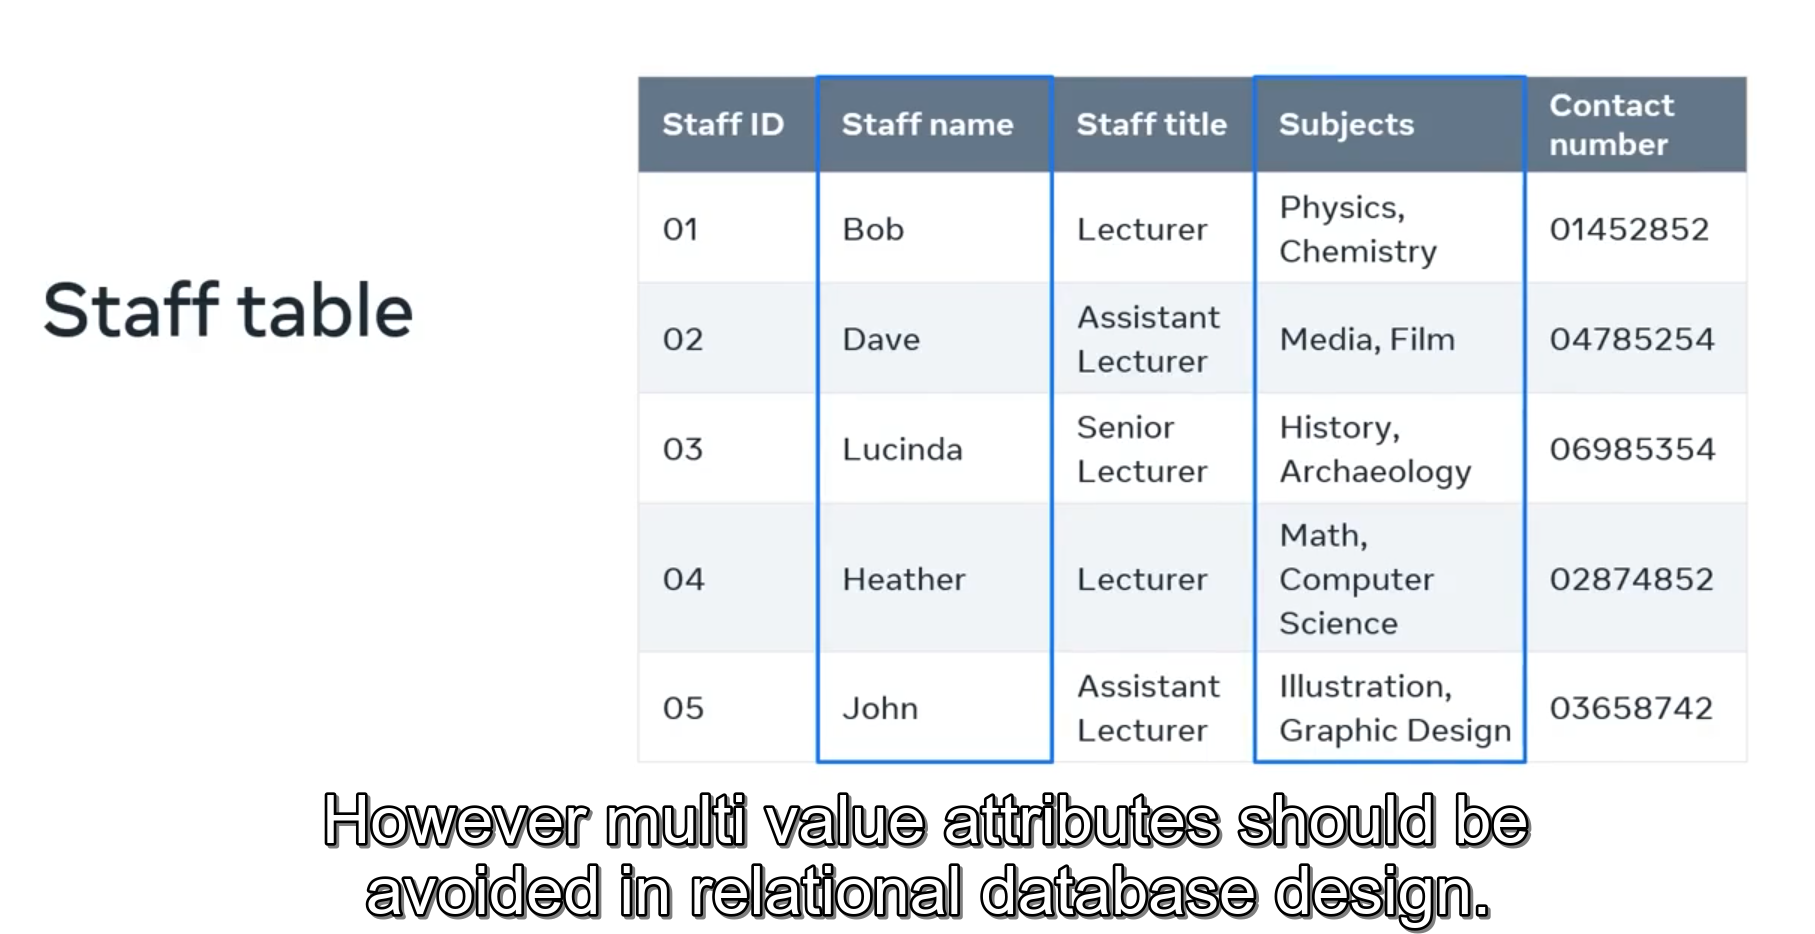 Staff table
Staff ID Staff name Staff title Subjects Contact number
01 Bob Lecturer Physics, Chemistry 01452852
02 Dave Assistant Lecturer Media, Film 04785254
03 Lucinda Senior Lecturer History, Archaeology 06985354
04 Heather Lecturer Math, Computer Science 02874852
05 John Assistant Lecturer Illustration, Graphic Design 03658742
However multi value attributes should be
avoided in relational database design.